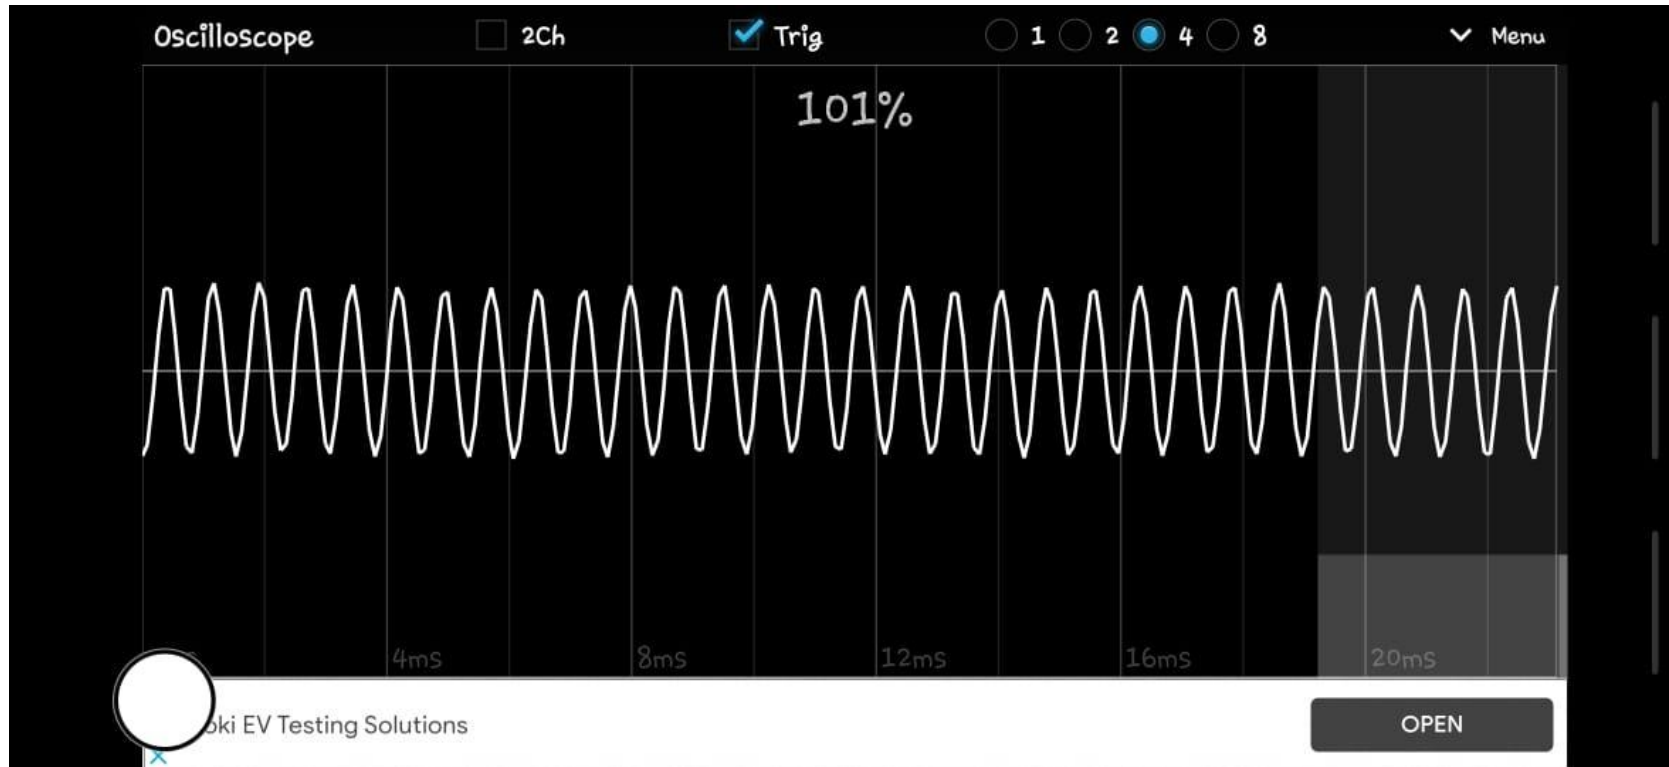 Oscilloscope 2Ch Trig 1 2 4 8 Menu
101%
4ms 8ms 12ms 16ms 20ms
EV Testing Solutions OPEN